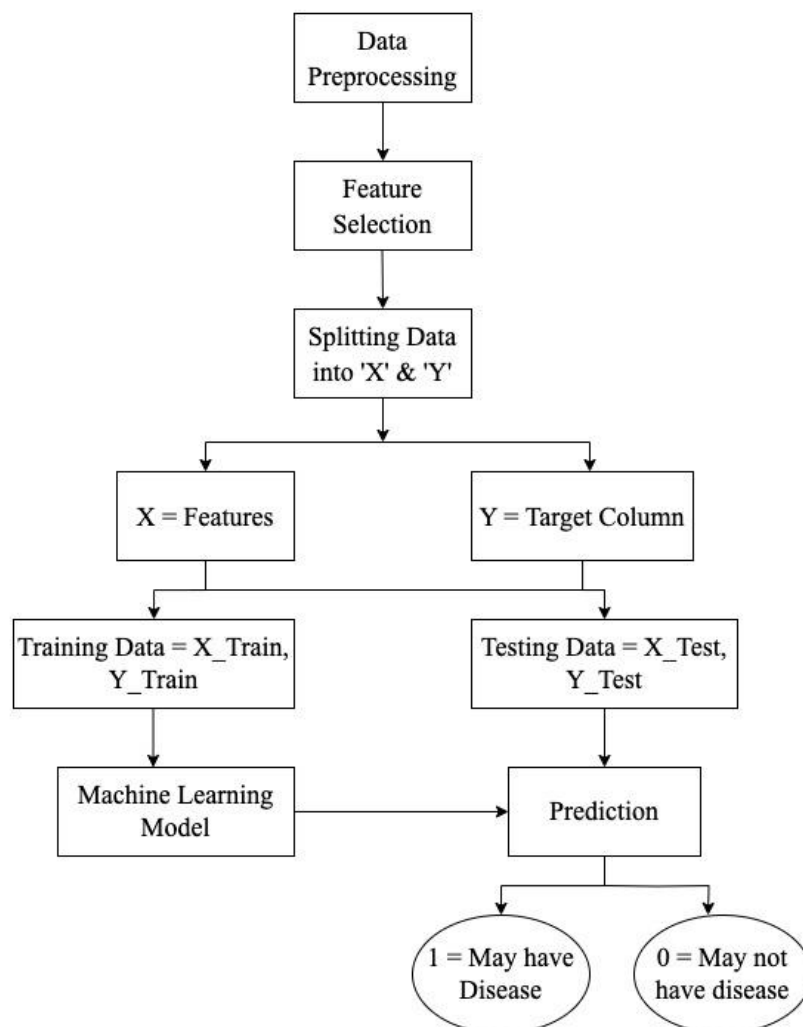 Data
Preprocessing
Feature
Selection
Splitting Data
into 'X' & 'Y'
X = Features
Y = Target Column
Training Data = X_Train,
Y_Train
Testing Data = X_Test,
Y_Test
Machine Learning
Model
Prediction
1 = May have
Disease
0 = May not
have disease